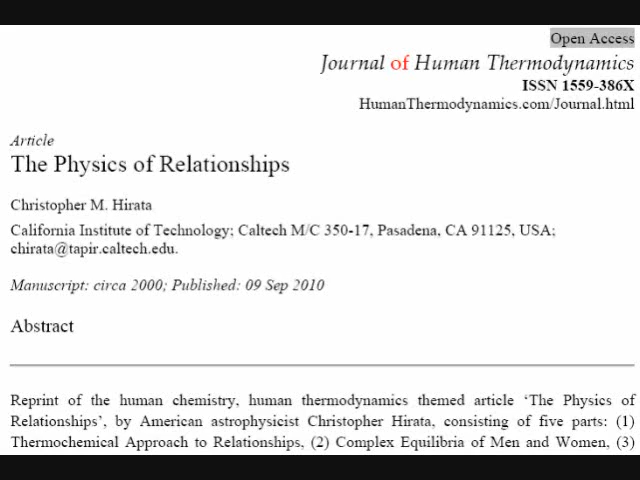 Open Access
Journal of Human Thermodynamics
ISSN 1559-386X
HumanThermodynamics.com/Journal.html
Article
The Physics of Relationships
Christopher M. Hirata
California Institute of Technology; Caltech M/C 350-17, Pasadena, CA 91125, USA;
chirata@tapir.caltech.edu.
Manuscript: circa 2000; Published: 09 Sep 2010
Abstract
Reprint of the human chemistry, human thermodynamics themed article ‘The Physics of
Relationships’, by American astrophysicist Christopher Hirata, consisting of five parts: (1)
Thermochemical Approach to Relationships, (2) Complex Equilibria of Men and Women, (3)